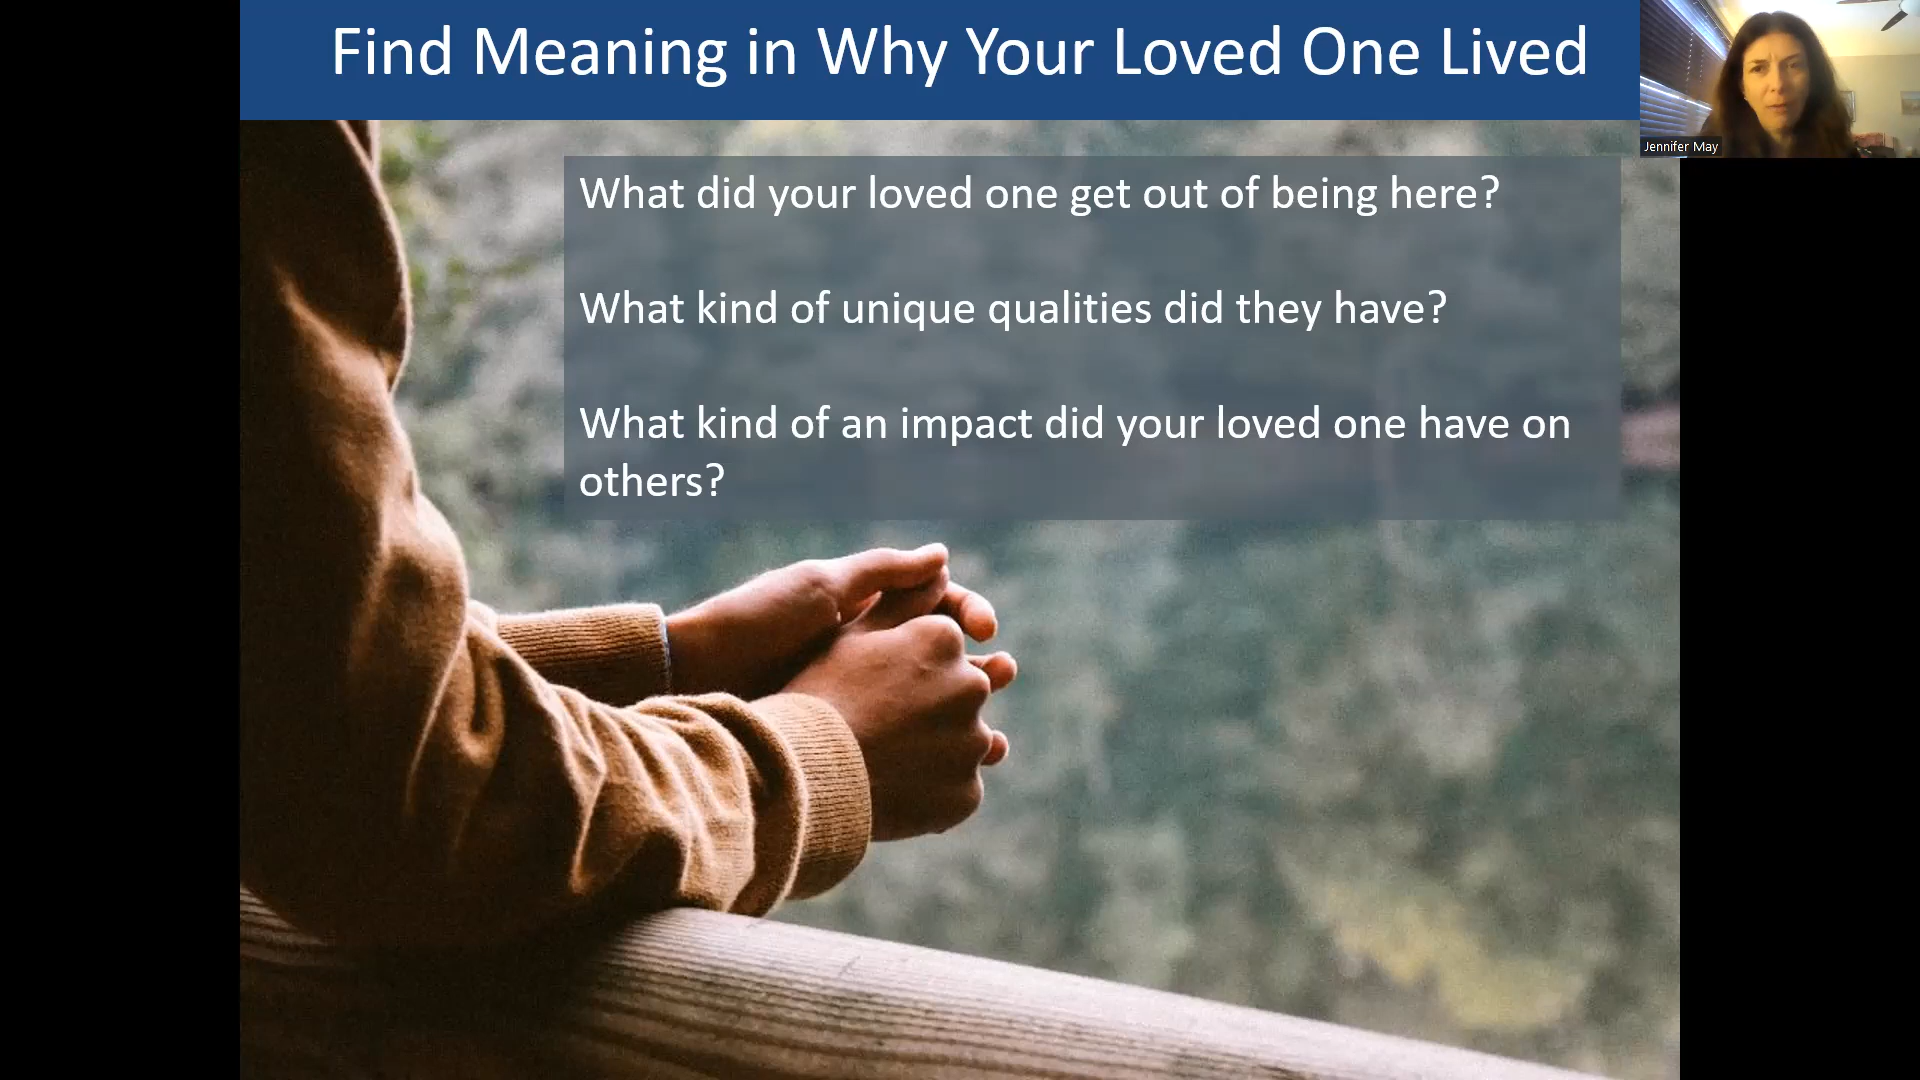 Find Meaning in Why Your Loved One Lived
Jennifer May
What did your loved one get out of being here?
What kind of unique qualities did they have?
What kind of an impact did your loved one have on
others?